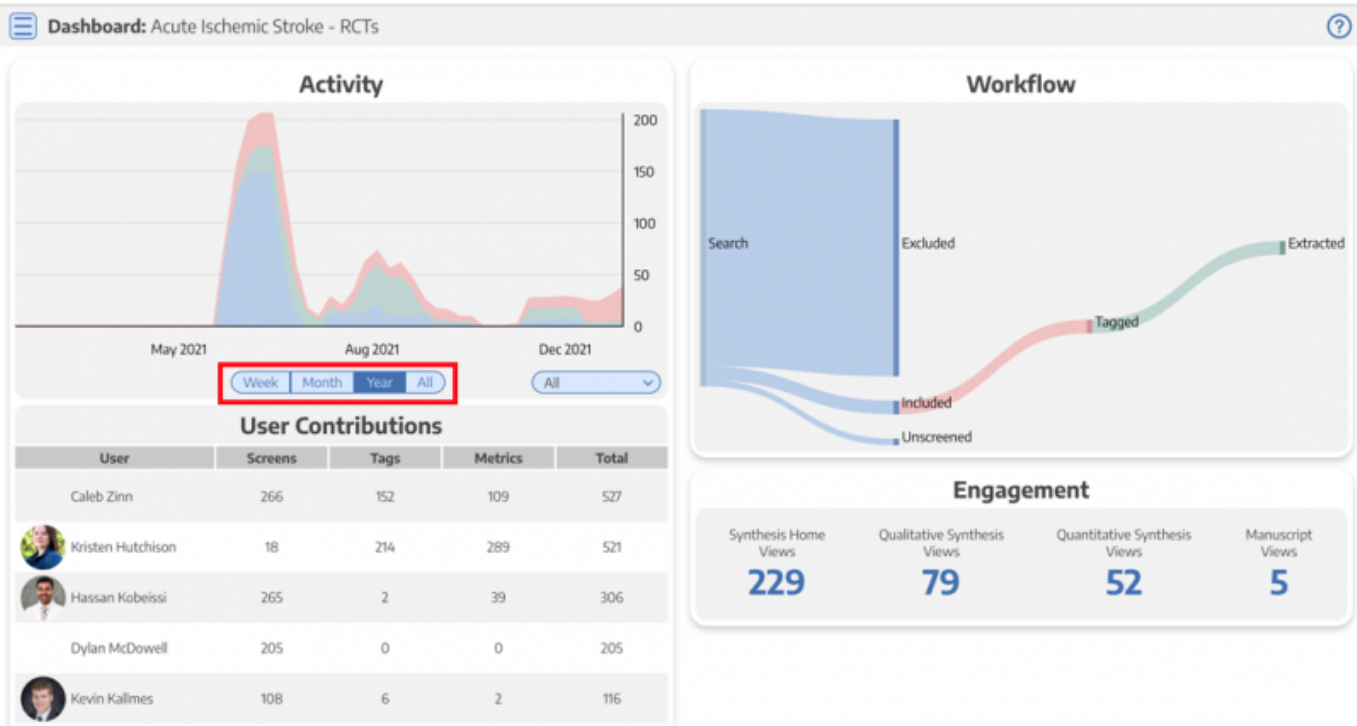 Dashboard: Acute Ischemic Stroke - RCTs
?
Activity
200
150
100
50
0
May 2021 Aug 2021 Dec 2021
Week Month Year All
All
User Contributions
User Screens Tags Metrics Total
Caleb Zinn 266 152 109 527
Kristen Hutchison 18 214 289 521
Hassan Kobeissi 265 2 39 306
Dylan McDowell 205 0 0 205
Kevin Kallmes 108 6 2 116
Workflow
Search
Excluded
Extracted
Tagged
Included
Unscreened
Engagement
Synthesis Home Views
229
Qualitative Synthesis Views
79
Quantitative Synthesis Views
52
Manuscript Views
5